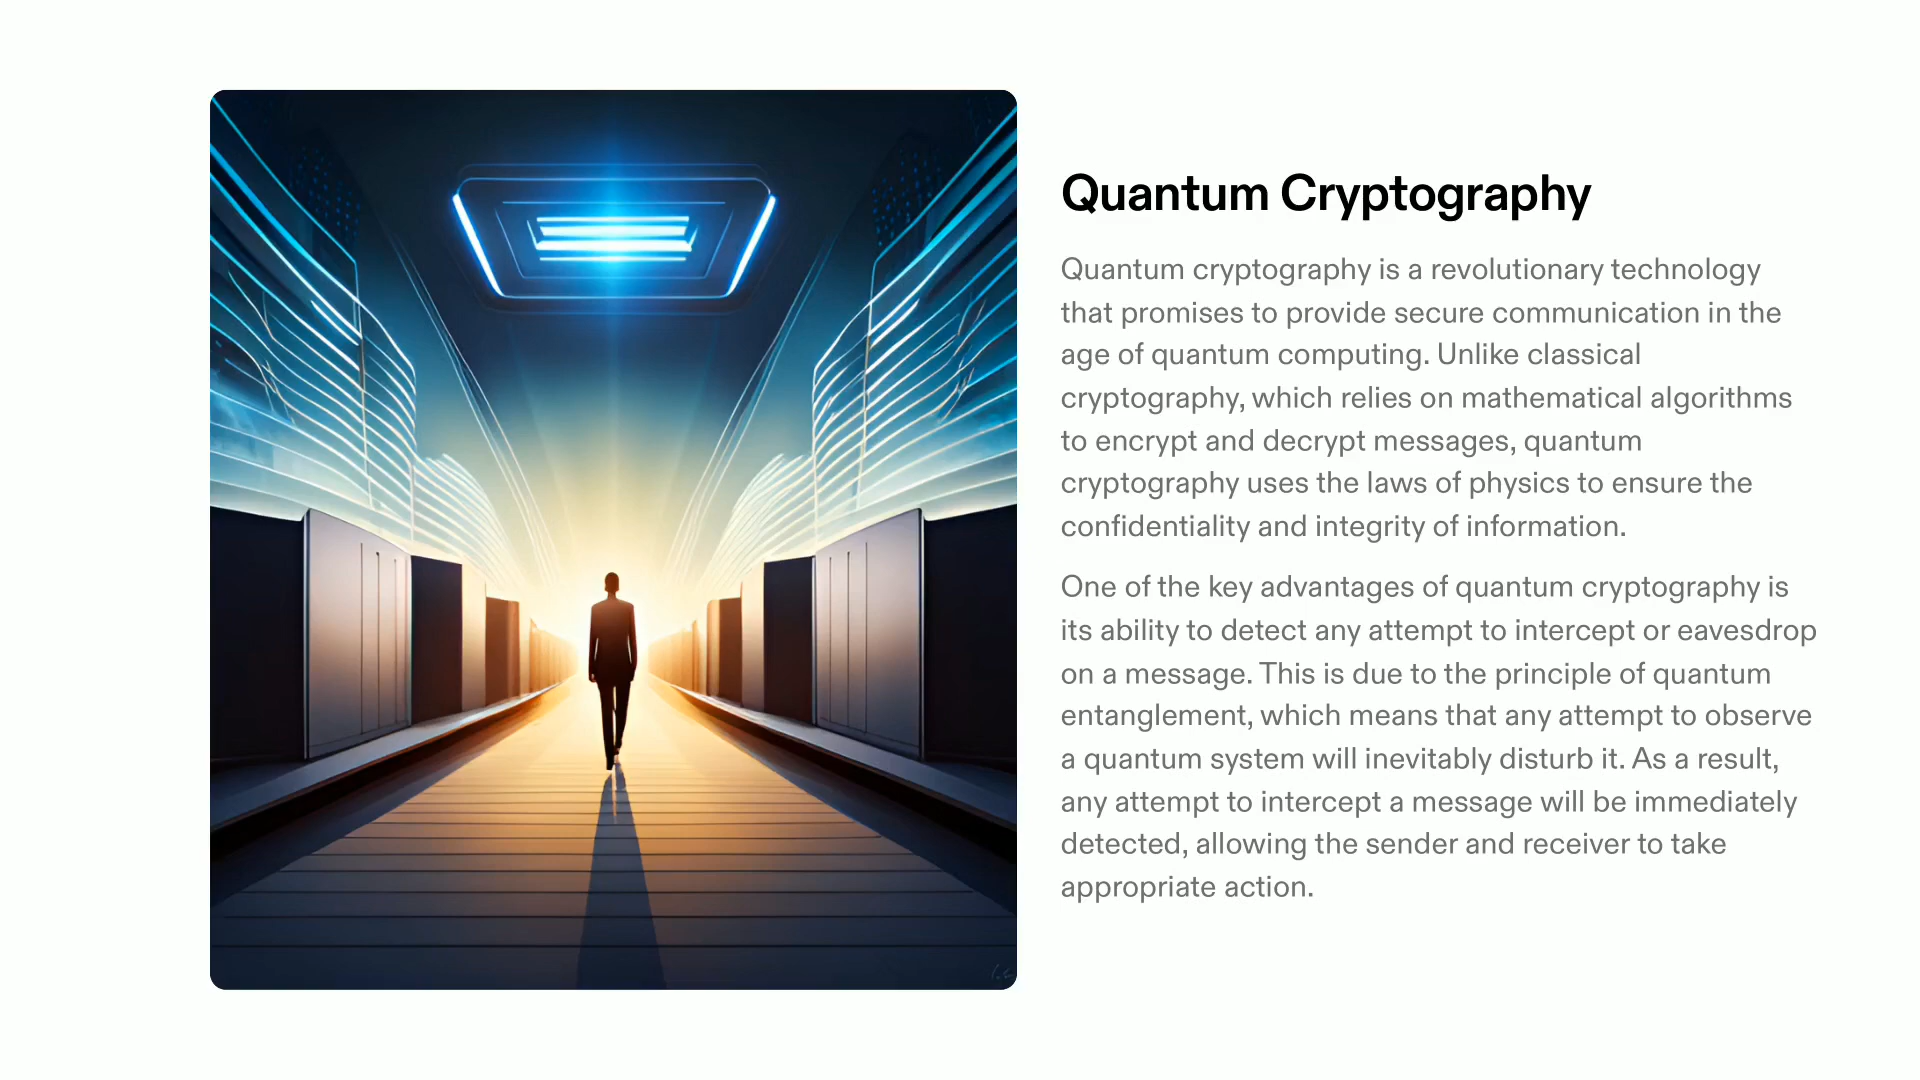 Quantum Cryptography
Quantum cryptography is a revolutionary technology
that promises to provide secure communication in the
age of quantum computing. Unlike classical
cryptography, which relies on mathematical algorithms
to encrypt and decrypt messages, quantum
cryptography uses the laws of physics to ensure the
confidentiality and integrity of information.
One of the key advantages of quantum cryptography is
its ability to detect any attempt to intercept or eavesdrop
on a message. This is due to the principle of quantum
entanglement, which means that any attempt to observe
a quantum system will inevitably disturb it. As a result,
any attempt to intercept a message will be immediately
detected, allowing the sender and receiver to take
appropriate action.